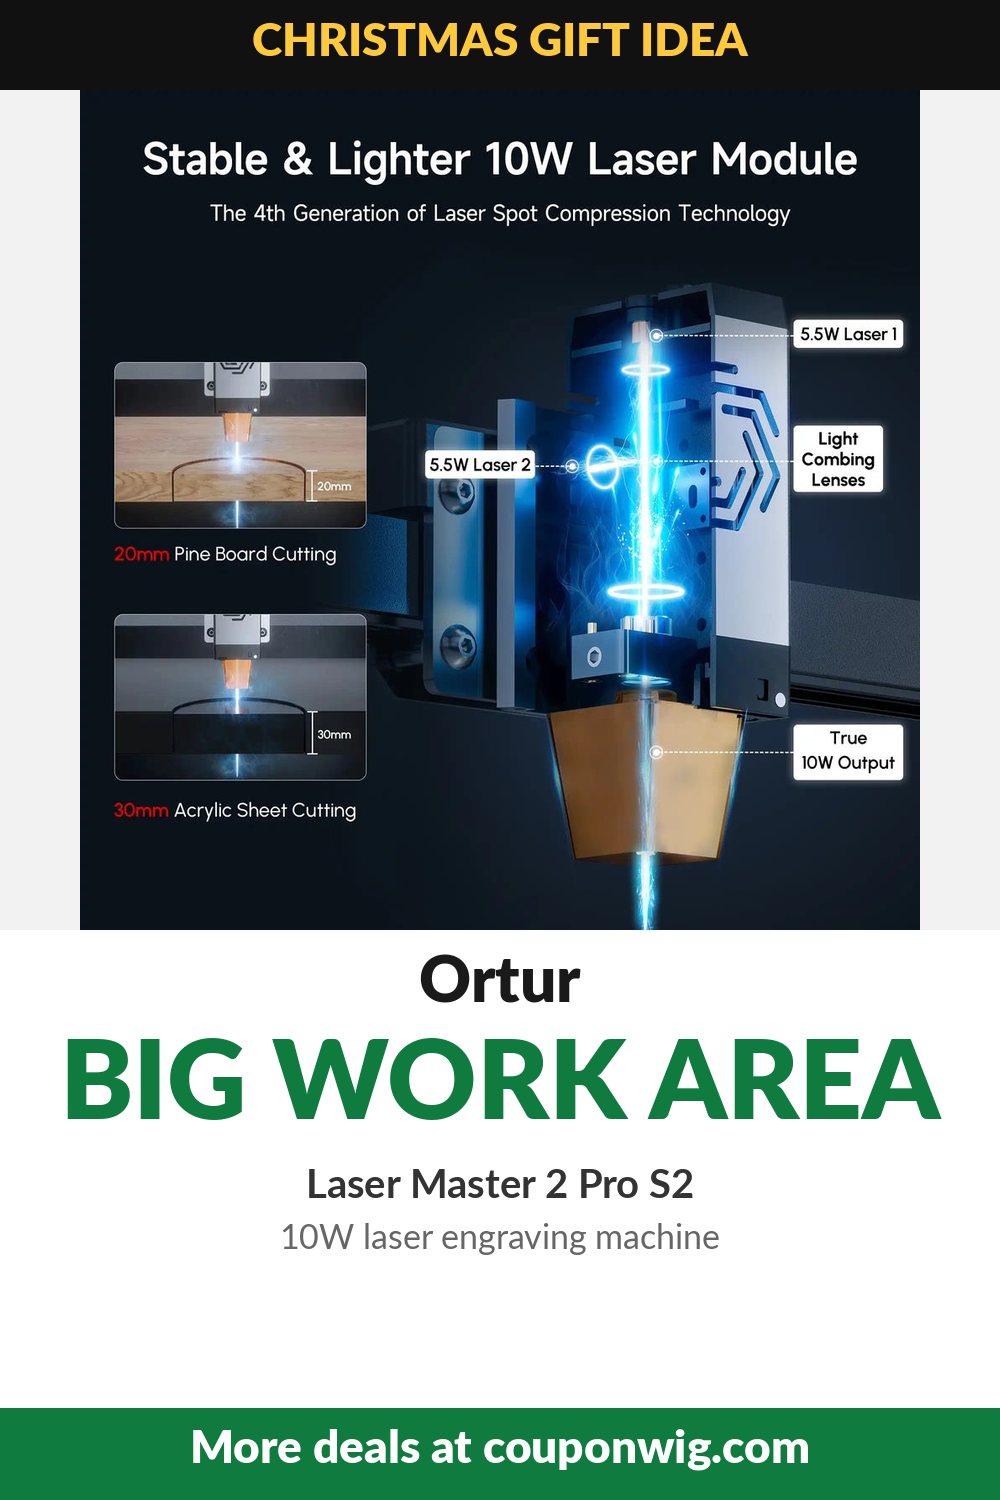 CHRISTMAS GIFT IDEA
Stable & Lighter 10W Laser Module
The 4th Generation of Laser Spot Compression Technology
5.5W Laser 1
5.5W Laser 2
Light
Combing
Lenses
20mm
20mm Pine Board Cutting
30mm
30mm Acrylic Sheet Cutting
True
10W Output
Ortur
BIG WORK AREA
Laser Master 2 Pro S2
10W laser engraving machine
More deals at couponwig.com